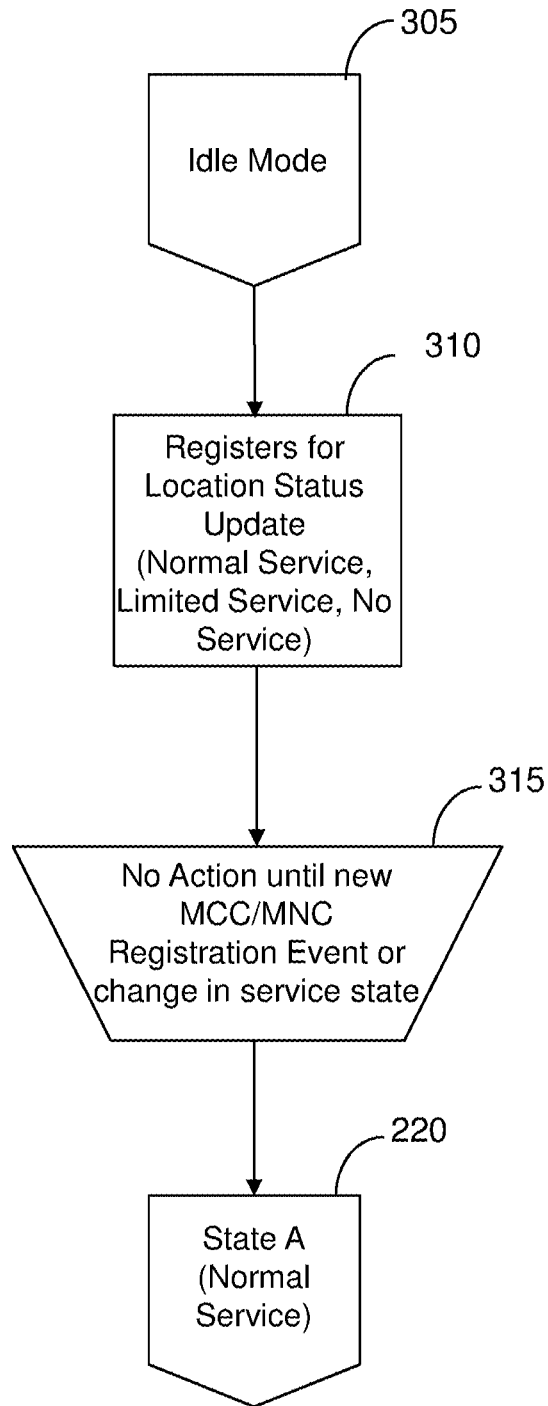 305
Idle Mode
310
Registers for
Location Status
Update
(Normal Service,
Limited Service, No
Service)
315
No Action until new
MCC/MNC
Registration Event or
change in service state
220
State A
(Normal
Service)